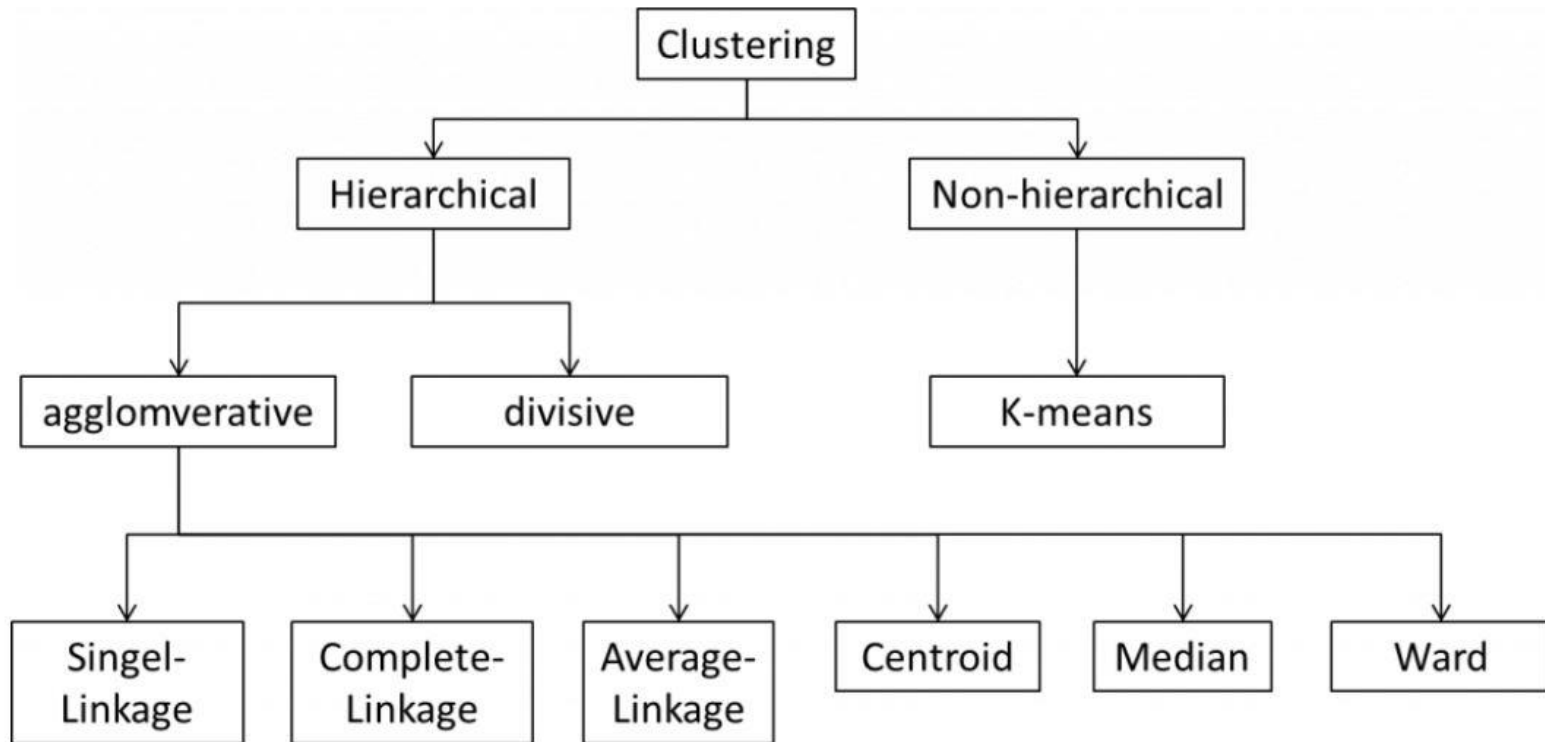 Clustering
Hierarchical
Non-hierarchical
agglomverative
divisive
K-means
Singel-
Linkage
Complete-
Linkage
Average-
Linkage
Centroid
Median
Ward